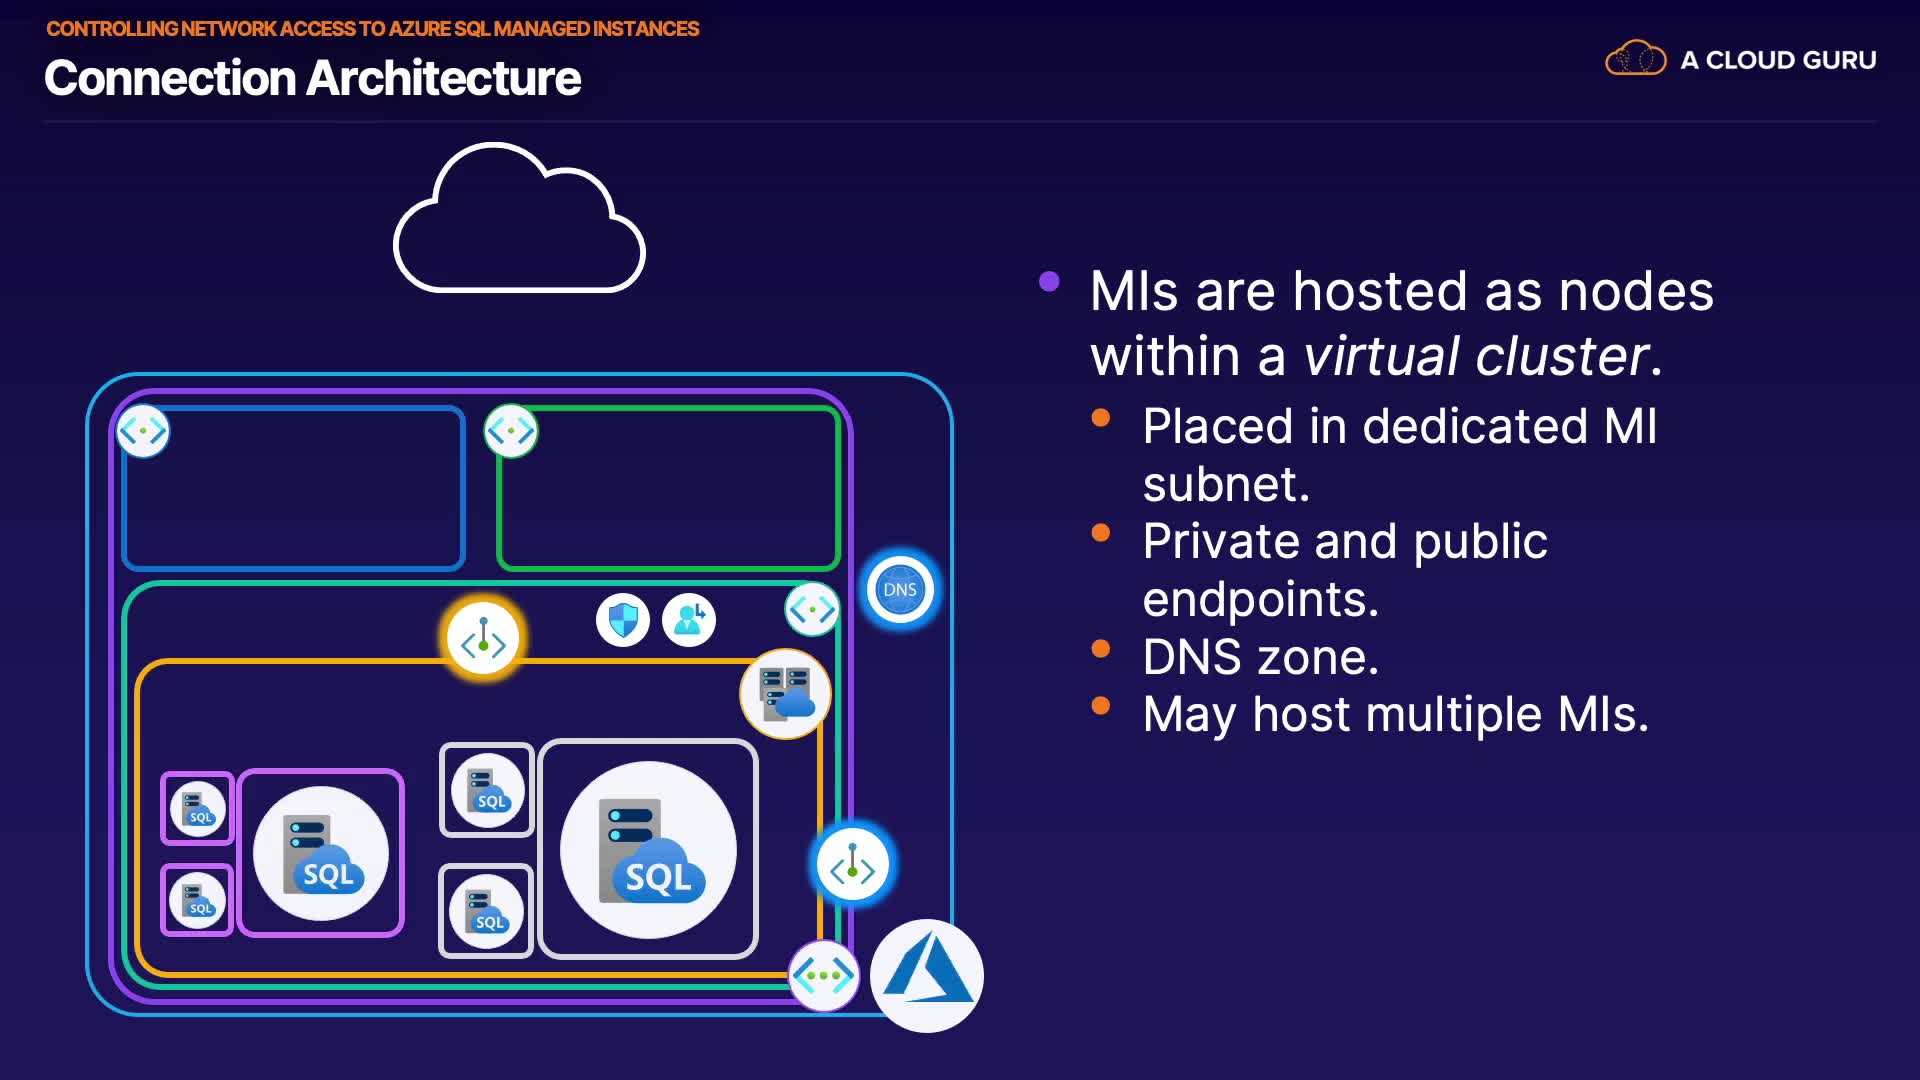 CONTROLLING NETWORK ACCESS TO AZURE SQL MANAGED INSTANCES
Connection Architecture
A CLOUD GURU
MIs are hosted as nodes
within a virtual cluster.
Placed in dedicated MI
subnet.
Private and public
endpoints.
DNS zone.
May host multiple MIs.
DNS
SQL
SQL
SQL
SQL
SQL
SQL